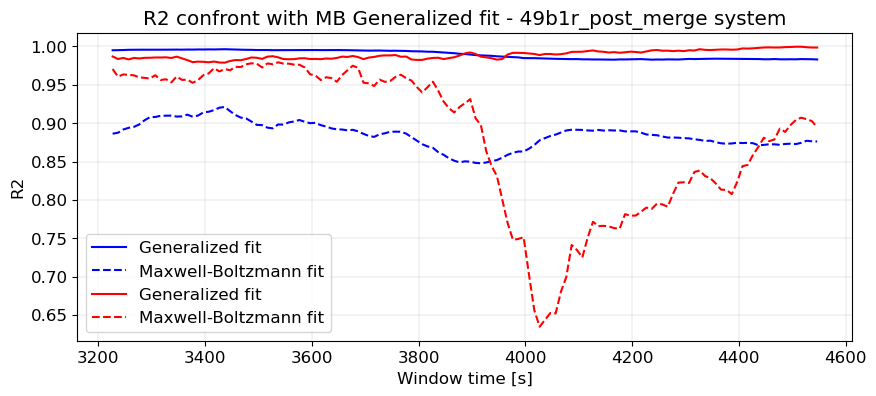 R2 confront with MB Generalized fit - 49b1r_post_merge system
1.00
0.95
0.90
0.85
0.80
0.75
0.70
0.65
R2
Generalized fit
Maxwell-Boltzmann fit
Generalized fit
Maxwell-Boltzmann fit
3200 3400 3600 3800 4000 4200 4400 4600
Window time [s]